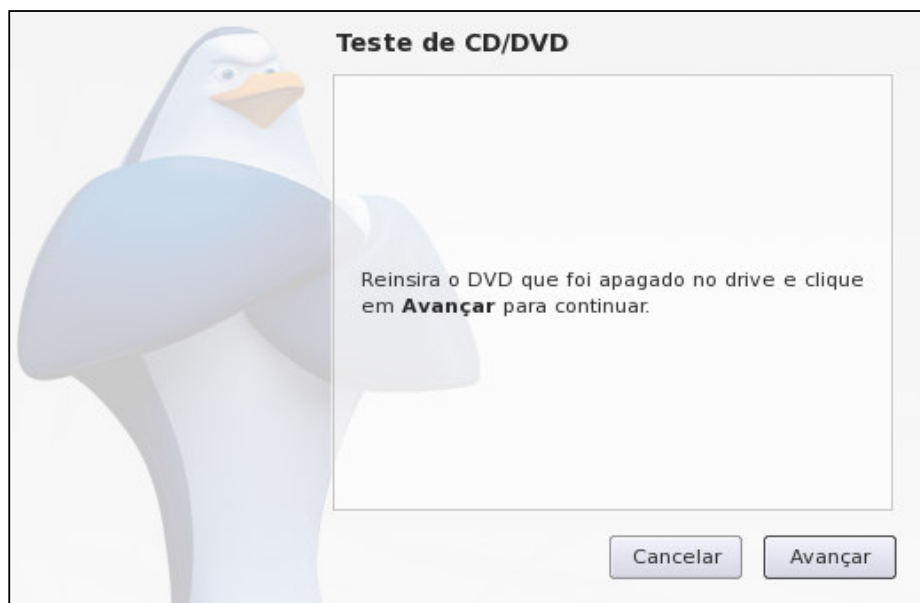 Teste de CD/DVD
Reinsira o DVD que foi apagado no drive e clique
em Avançar para continuar.
Cancelar
Avançar